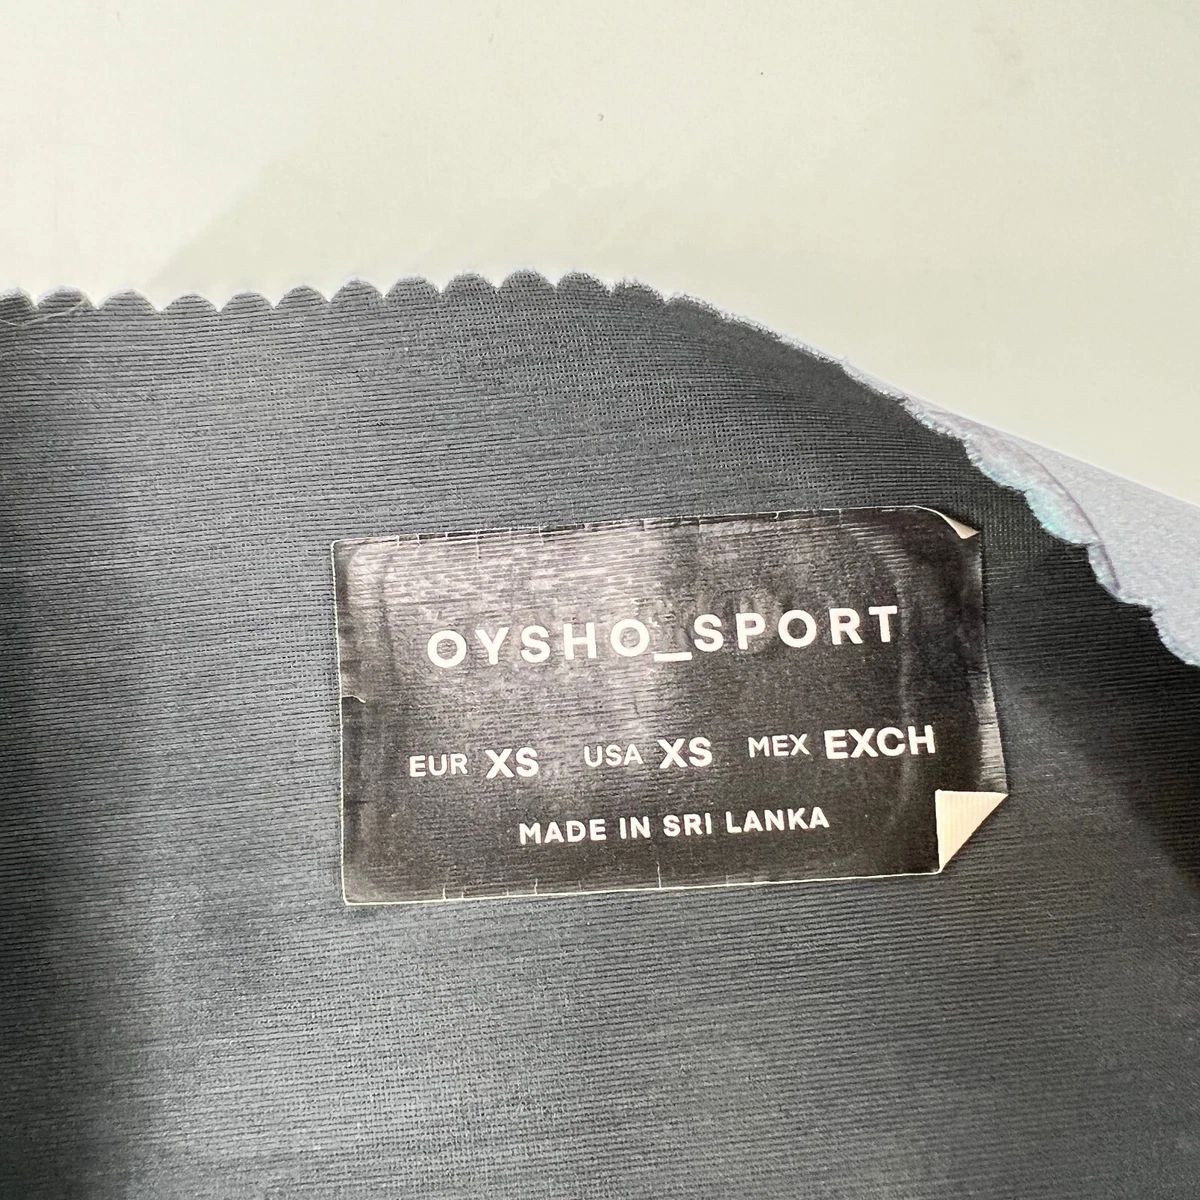 OYSHO_SPORT
EUR XS USA XS MEX EXCH
MADE IN SRI LANKA